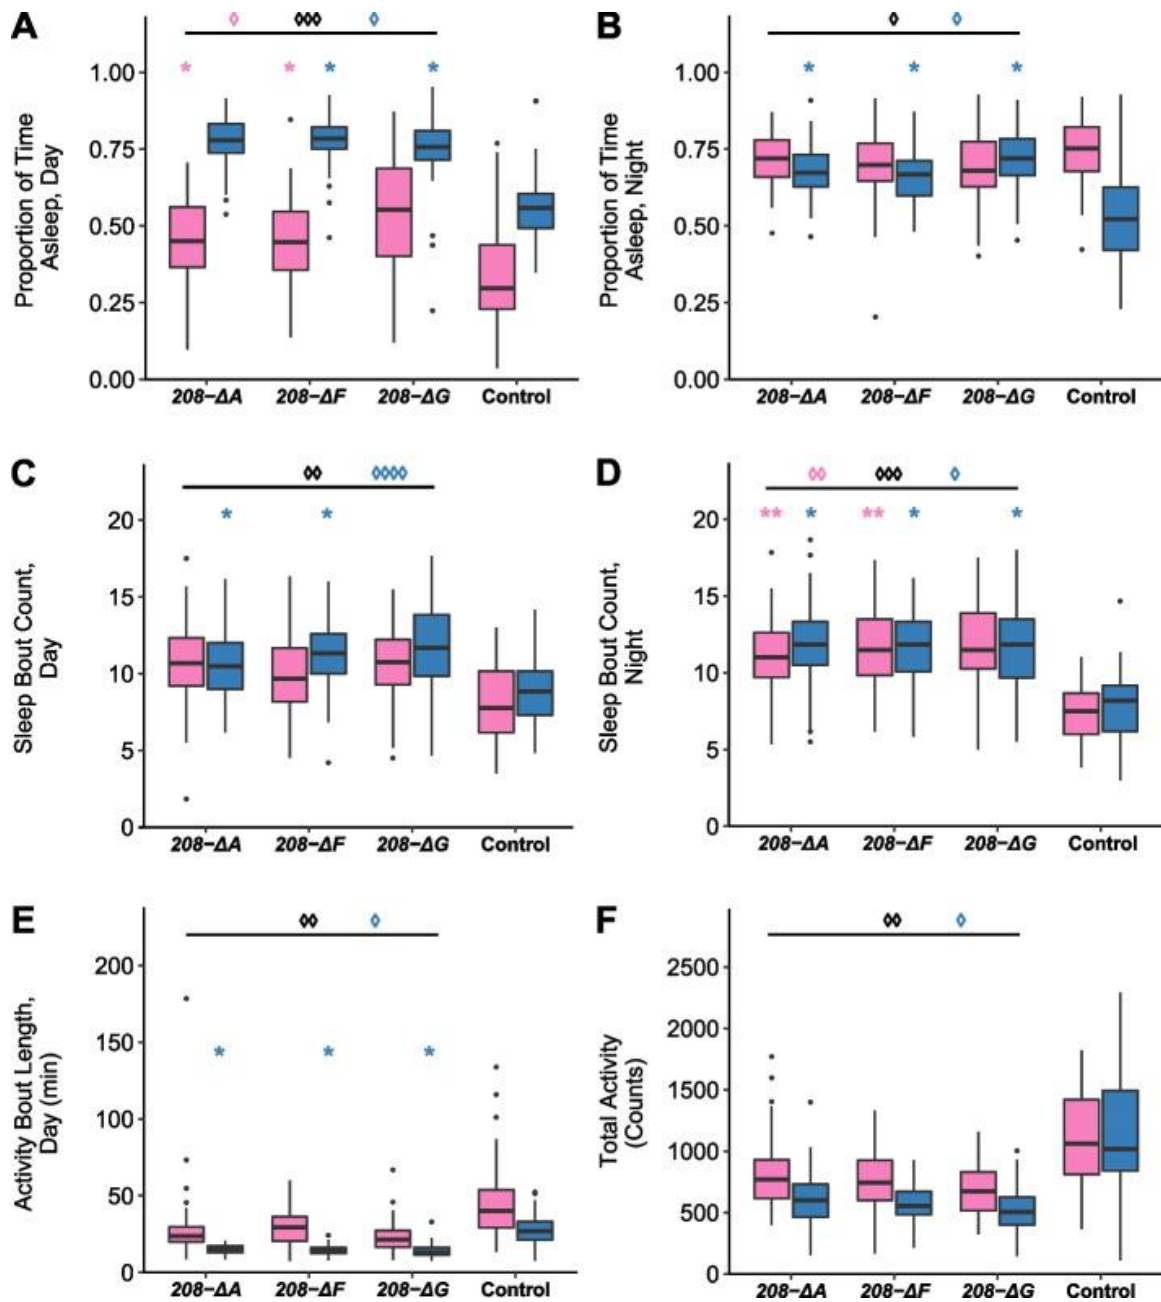 A
◊ ◊◊◊ ◊
* * * *
Proportion of Time
Asleep, Day
1.00
0.75
0.50
0.25
0.00
208-ΔA 208-ΔF 208-ΔG Control
B
◊ ◊
* * *
Proportion of Time
Asleep, Night
1.00
0.75
0.50
0.25
0.00
208-ΔA 208-ΔF 208-ΔG Control
C
◊◊ ◊◊◊◊
* *
Sleep Bout Count,
Day
20
15
10
5
0
208-ΔA 208-ΔF 208-ΔG Control
D
◊◊ ◊◊◊ ◊
** * ** * *
Sleep Bout Count,
Night
20
15
10
5
0
208-ΔA 208-ΔF 208-ΔG Control
E
◊◊ ◊
* * *
Activity Bout Length,
Day (min)
200
150
100
50
0
208-ΔA 208-ΔF 208-ΔG Control
F
◊◊ ◊
Total Activity
(Counts)
2500
2000
1500
1000
500
0
208-ΔA 208-ΔF 208-ΔG Control